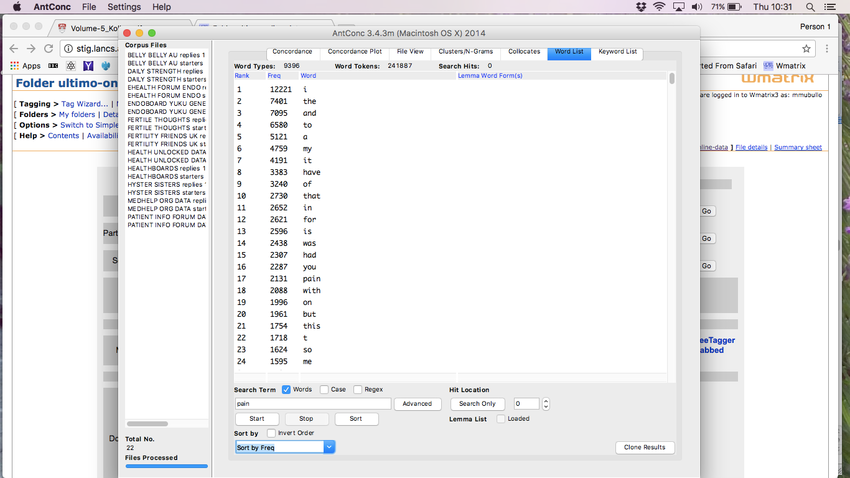 AntConc File Settings Help 71% Thu 10:31
Volume-5_Kol
Person 1
AntConc 3.4.3m (Macintosh OS X) 2014
stig.lancs.
Apps
rted From Safari Wmatrix
Folder ultimo-on
wmatrix
are logged in to Wmatrix3 as: mmubullo
[ Tagging > Tag Wizard... |
[ Folders > My folders | Deta
[ Options > Switch to Simple
[ Help > Contents | Availabi
nline-data ] File details | Summary sheet
Go
Go
Go
Part
S
eeTagger
abbed
Do
Corpus Files
BELLY BELLY AU replies 1
BELLY BELLY AU starters
DAILY STRENGTH replies
DAILY STRENGTH starters
EHEALTH FORUM ENDO re
EHEALTH FORUM ENDO s
ENDOBOARD YUKU GENE
ENDOBOARD YUKU GENE
FERTILE THOUGHTS repli
FERTILE THOUGHTS start
FERTILITY FRIENDS UK re
FERTILITY FRIENDS UK st
HEALTH UNLOCKED DATA
HEALTH UNLOCKED DATA
HEALTHBOARDS replies 1
HEALTHBOARDS starters
HYSTER SISTERS replies
HYSTER SISTERS starters
MEDHELP ORG DATA repli
MEDHELP ORG DATA start
PATIENT INFO FORUM DA
PATIENT INFO FORUM DA
Total No.
22
Files Processed
Concordance Concordance Plot File View Clusters/N-Grams Collocates Word List Keyword List
Word Types: 9396 Word Tokens: 241887 Search Hits: 0
Rank Freq Word Lemma Word Form(s)
1 12221 i
2 7401 the
3 7095 and
4 6580 to
5 5121 a
6 4759 my
7 4191 it
8 3383 have
9 3240 of
10 2730 that
11 2652 in
12 2621 for
13 2596 is
14 2438 was
15 2307 had
16 2287 you
17 2131 pain
18 2088 with
19 1996 on
20 1961 but
21 1754 this
22 1718 t
23 1624 so
24 1595 me
Search Term Words Case Regex Hit Location
pain Advanced Search Only 0
Start Stop Sort Lemma List Loaded
Sort by Invert Order
Sort by Freq Clone Results